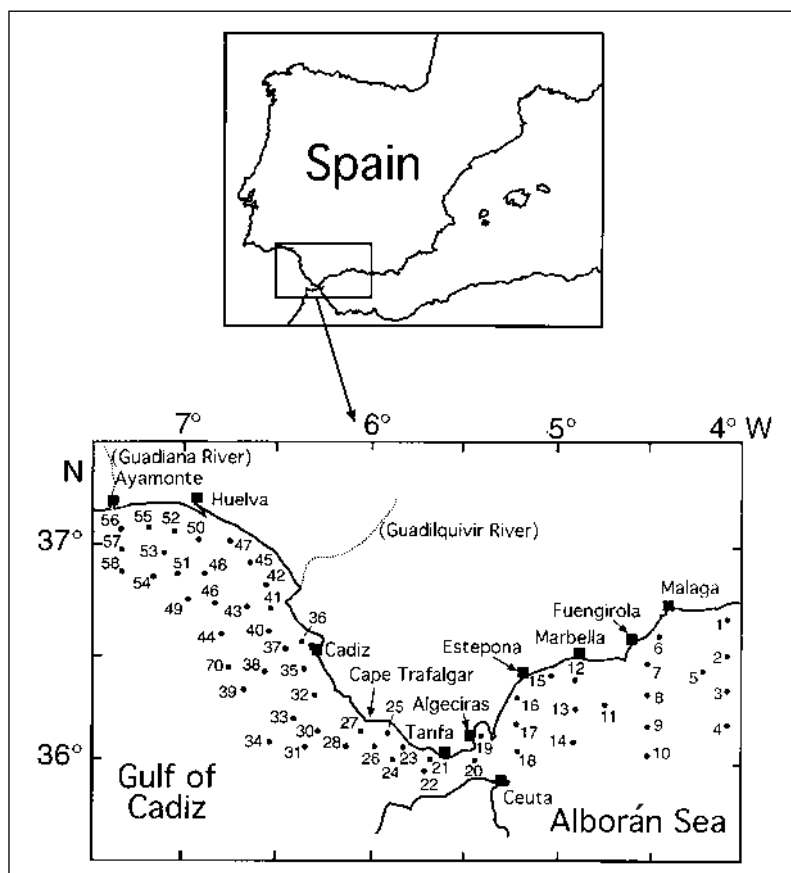 Spain
7° 6° 5° 4° W
N
(Guadiana River)
Ayamonte
Huelva
(Guadilquivir River)
56 55 52 50
57 53 47
37°
58 54 51 48 45
42
49 46 43 41
Malaga
Fuengirola
1
44 40 36
Marbella
6
37 Cadiz
Estepona
2
70 38 35
Cape Trafalgar
15 12 7 5
39 32
Algeciras
16 13 11 8 3
25
33 30 27
Tarifa
17 9 4
34 31 28 26 23 21 19 14
36°
24 22 20 18 10
Gulf of
Cadiz
Ceuta
Alborán Sea